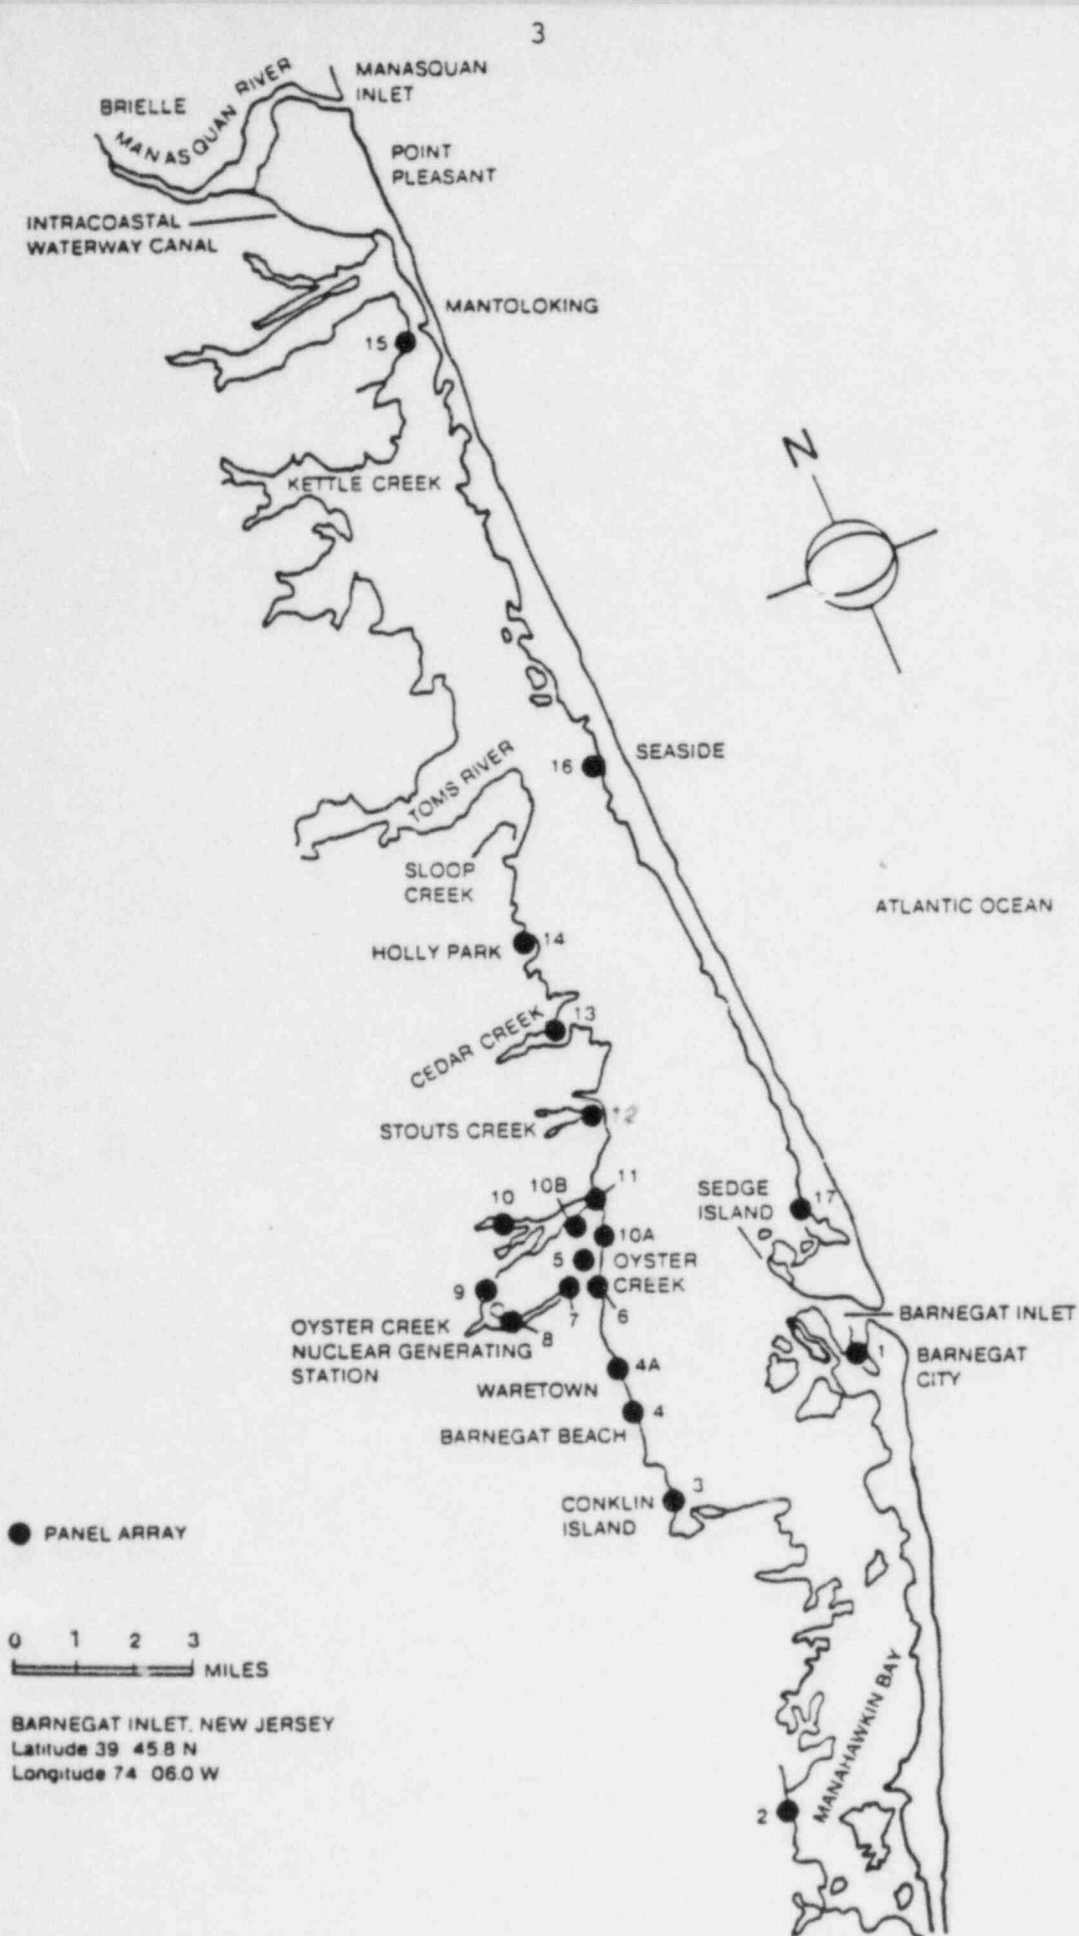 3
MANASQUAN
INLET
BRIELLE
MANASQUAN RIVER
POINT
PLEASANT
INTRACOASTAL
WATERWAY CANAL
MANTOLOKING
15
N
KETTLE CREEK
SEASIDE
16
TOMS RIVER
SLOOP
CREEK
ATLANTIC OCEAN
14
HOLLY PARK
13
CEDAR CREEK
12
STOUTS CREEK
11
10B
10
SEDGE
ISLAND
17
10A
5
OYSTER
CREEK
9
7
6
8
OYSTER CREEK
NUCLEAR GENERATING
STATION
BARNEGAT INLET
1
BARNEGAT
CITY
4A
WARETOWN
4
BARNEGAT BEACH
3
CONKLIN
ISLAND
PANEL ARRAY
0 1 2 3
MILES
MANAHAWKIN BAY
BARNEGAT INLET, NEW JERSEY
Latitude 39 45.8 N
Longitude 74 06.0 W
2